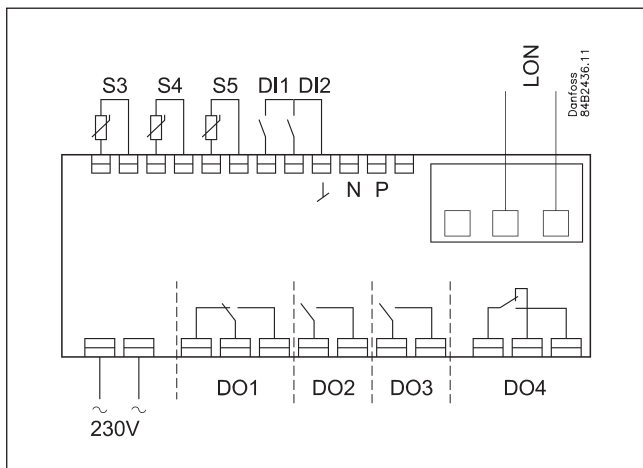 S3 S4 S5 DI1 DI2
LON
Danfoss
84B2436.11
N P
DO1 DO2 DO3 DO4
~ ~
230V